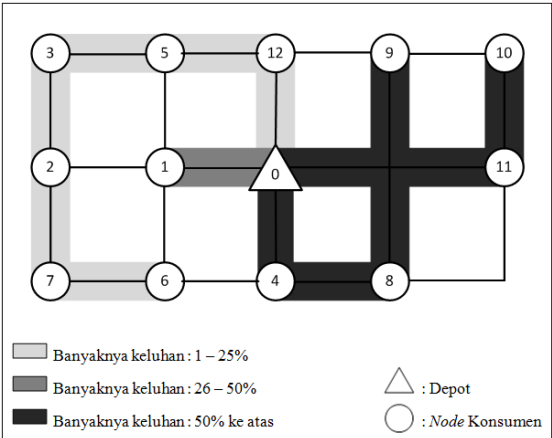 3 5 12 9 10
2 1 0 11
7 6 4 8
Banyaknya keluhan : 1 – 25%
Banyaknya keluhan : 26 – 50%
: Depot
Banyaknya keluhan : 50% ke atas
: Node Konsumen